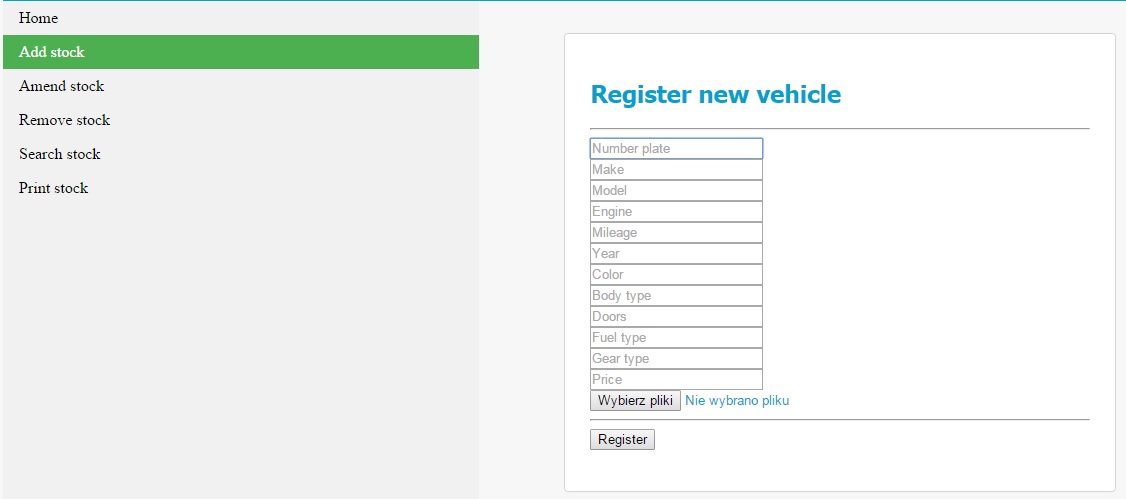 Home
Add stock
Amend stock
Remove stock
Search stock
Print stock
Register new vehicle
Number plate
Make
Model
Engine
Mileage
Year
Color
Body type
Doors
Fuel type
Gear type
Price
Wybierz pliki Nie wybrano pliku
Register